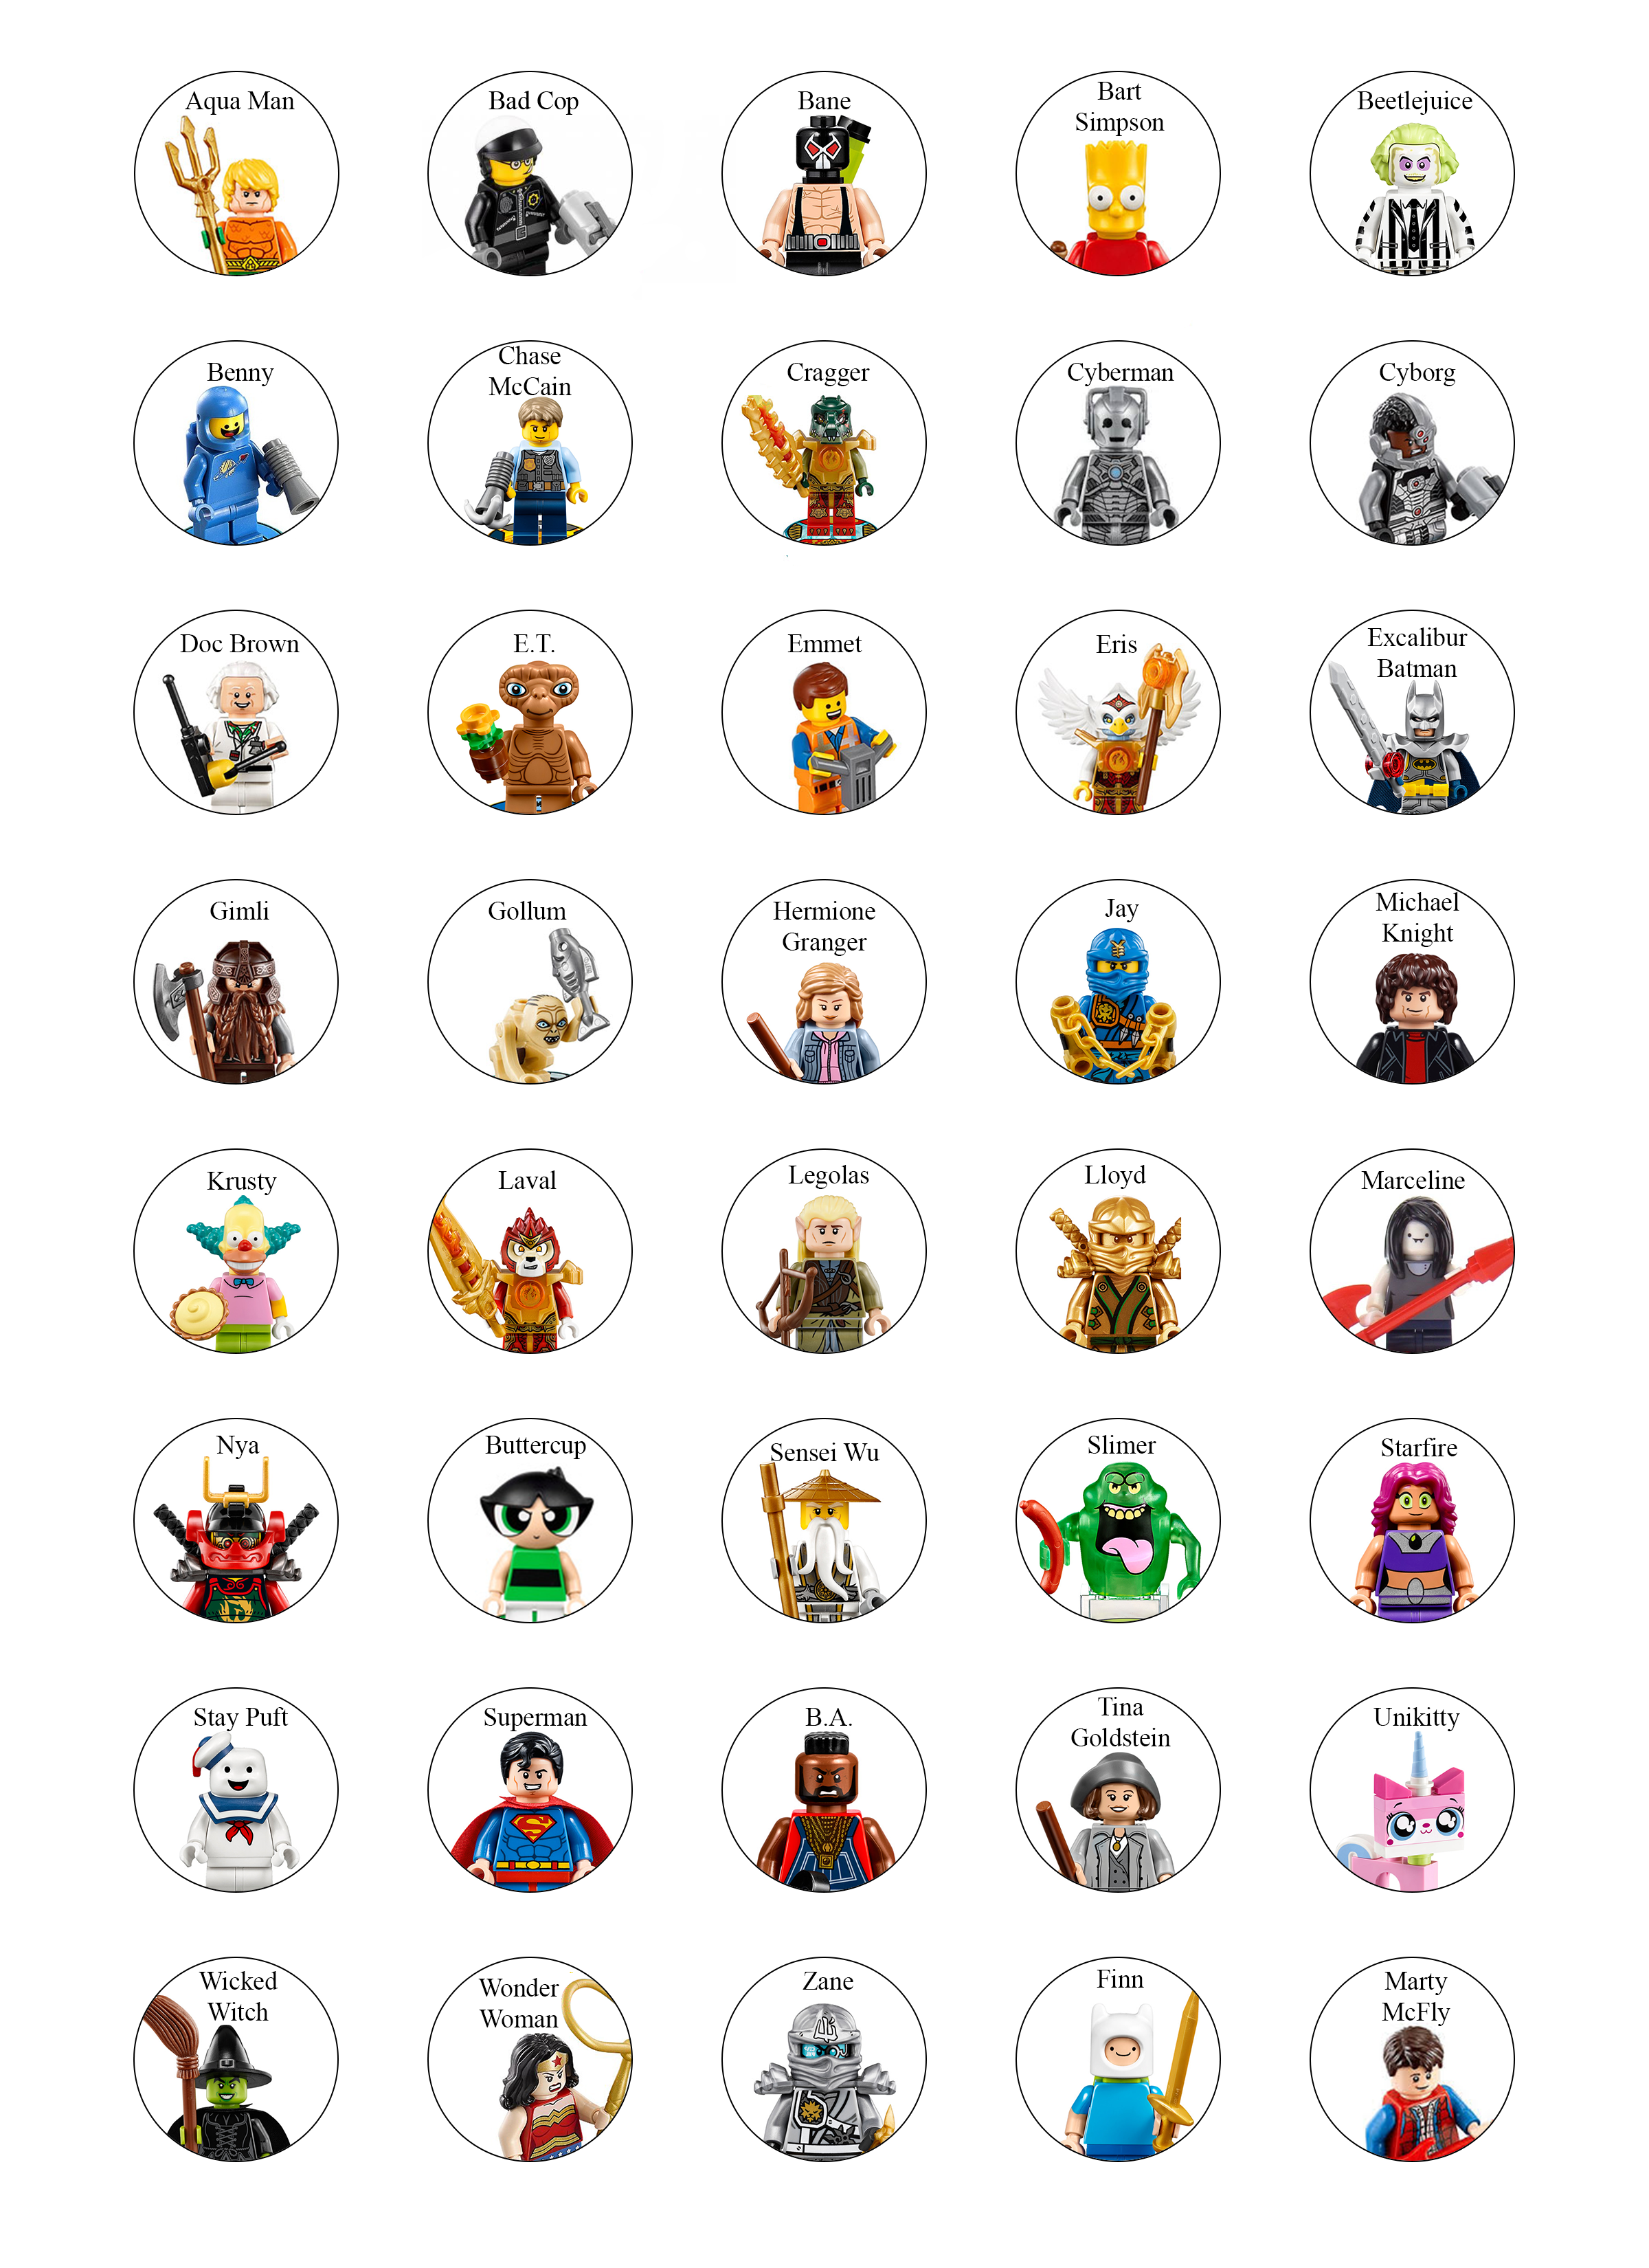 Aqua Man
Bad Cop
Bane
Bart
Simpson
Beetlejuice
Benny
Chase
McCain
Cragger
Cyberman
Cyborg
Doc Brown
E.T.
Emmet
Eris
Excalibur
Batman
Gimli
Gollum
Hermione
Granger
Jay
Michael
Knight
Krusty
Laval
Legolas
Lloyd
Marceline
Nya
Buttercup
Sensei Wu
Slimer
Starfire
Stay Puft
Superman
B.A.
Tina
Goldstein
Unikitty
Wicked
Witch
Wonder
Woman
Zane
Finn
Marty
McFly